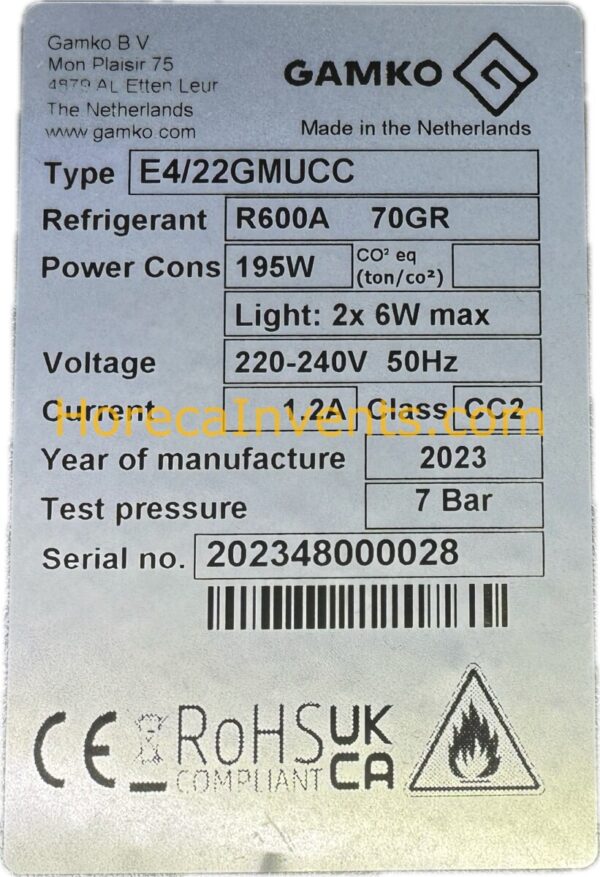 Gamko B V
Mon Plaisir 75
4879 AL Etten Leur
The Netherlands
www gamko com
GAMKO
Made in the Netherlands
Type E4/22GMUCC
Refrigerant R600A 70GR
Power Cons 195W CO² eq (ton/co²)
Light: 2x 6W max
Voltage 220-240V 50Hz
Current 1.2A Class CC2
HorecaInvents.com
Year of manufacture 2023
Test pressure 7 Bar
Serial no. 202348000028
CE RoHS UK
COMPLIANT CA